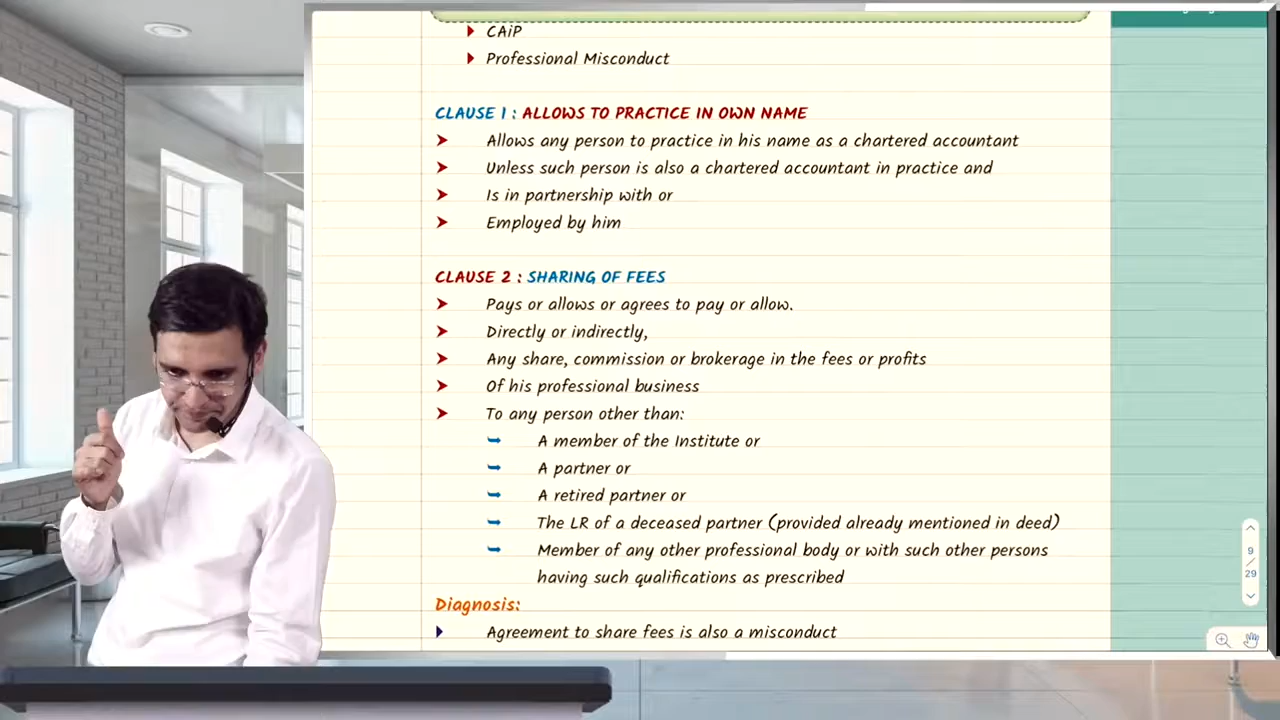 CAiP
Professional Misconduct
CLAUSE 1 : ALLOWS TO PRACTICE IN OWN NAME
Allows any person to practice in his name as a chartered accountant
Unless such person is also a chartered accountant in practice and
Is in partnership with or
Employed by him
CLAUSE 2 : SHARING OF FEES
Pays or allows or agrees to pay or allow.
Directly or indirectly,
Any share, commission or brokerage in the fees or profits
Of his professional business
To any person other than:
A member of the Institute or
A partner or
A retired partner or
The LR of a deceased partner (provided already mentioned in deed)
Member of any other professional body or with such other persons
having such qualifications as prescribed
Diagnosis:
Agreement to share fees is also a misconduct
9
/
29